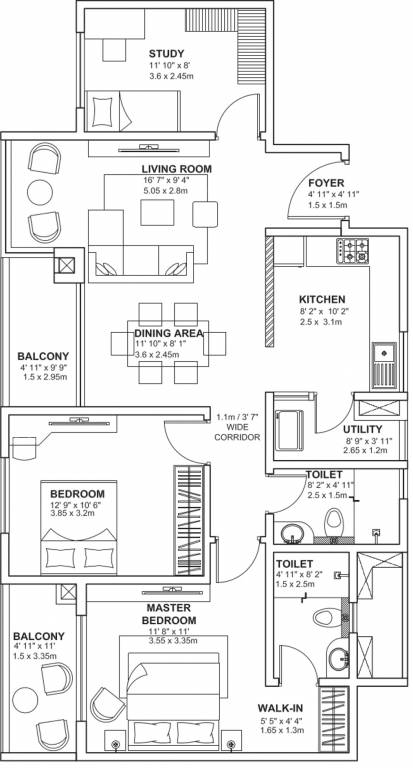 STUDY
11' 10" x 8'
3.6 x 2.45m
LIVING ROOM
16' 7" x 9' 4"
5.05 x 2.8m
FOYER
4' 11" x 4' 11"
1.5 x 1.5m
KITCHEN
8' 2" x 10' 2"
2.5 x 3.1m
DINING AREA
11' 10" x 8' 1"
3.6 x 2.45m
BALCONY
4' 11" x 9' 9"
1.5 x 2.95m
1.1m / 3' 7"
WIDE
CORRIDOR
UTILITY
8' 9" x 3' 11"
2.65 x 1.2m
TOILET
8' 2" x 4' 11"
2.5 x 1.5m
BEDROOM
12' 9" x 10' 6"
3.85 x 3.2m
TOILET
4' 11" x 8' 2"
1.5 x 2.5m
MASTER
BEDROOM
11' 8" x 11'
3.55 x 3.35m
BALCONY
4' 11" x 11'
1.5 x 3.35m
WALK-IN
5' 5" x 4' 4"
1.65 x 1.3m